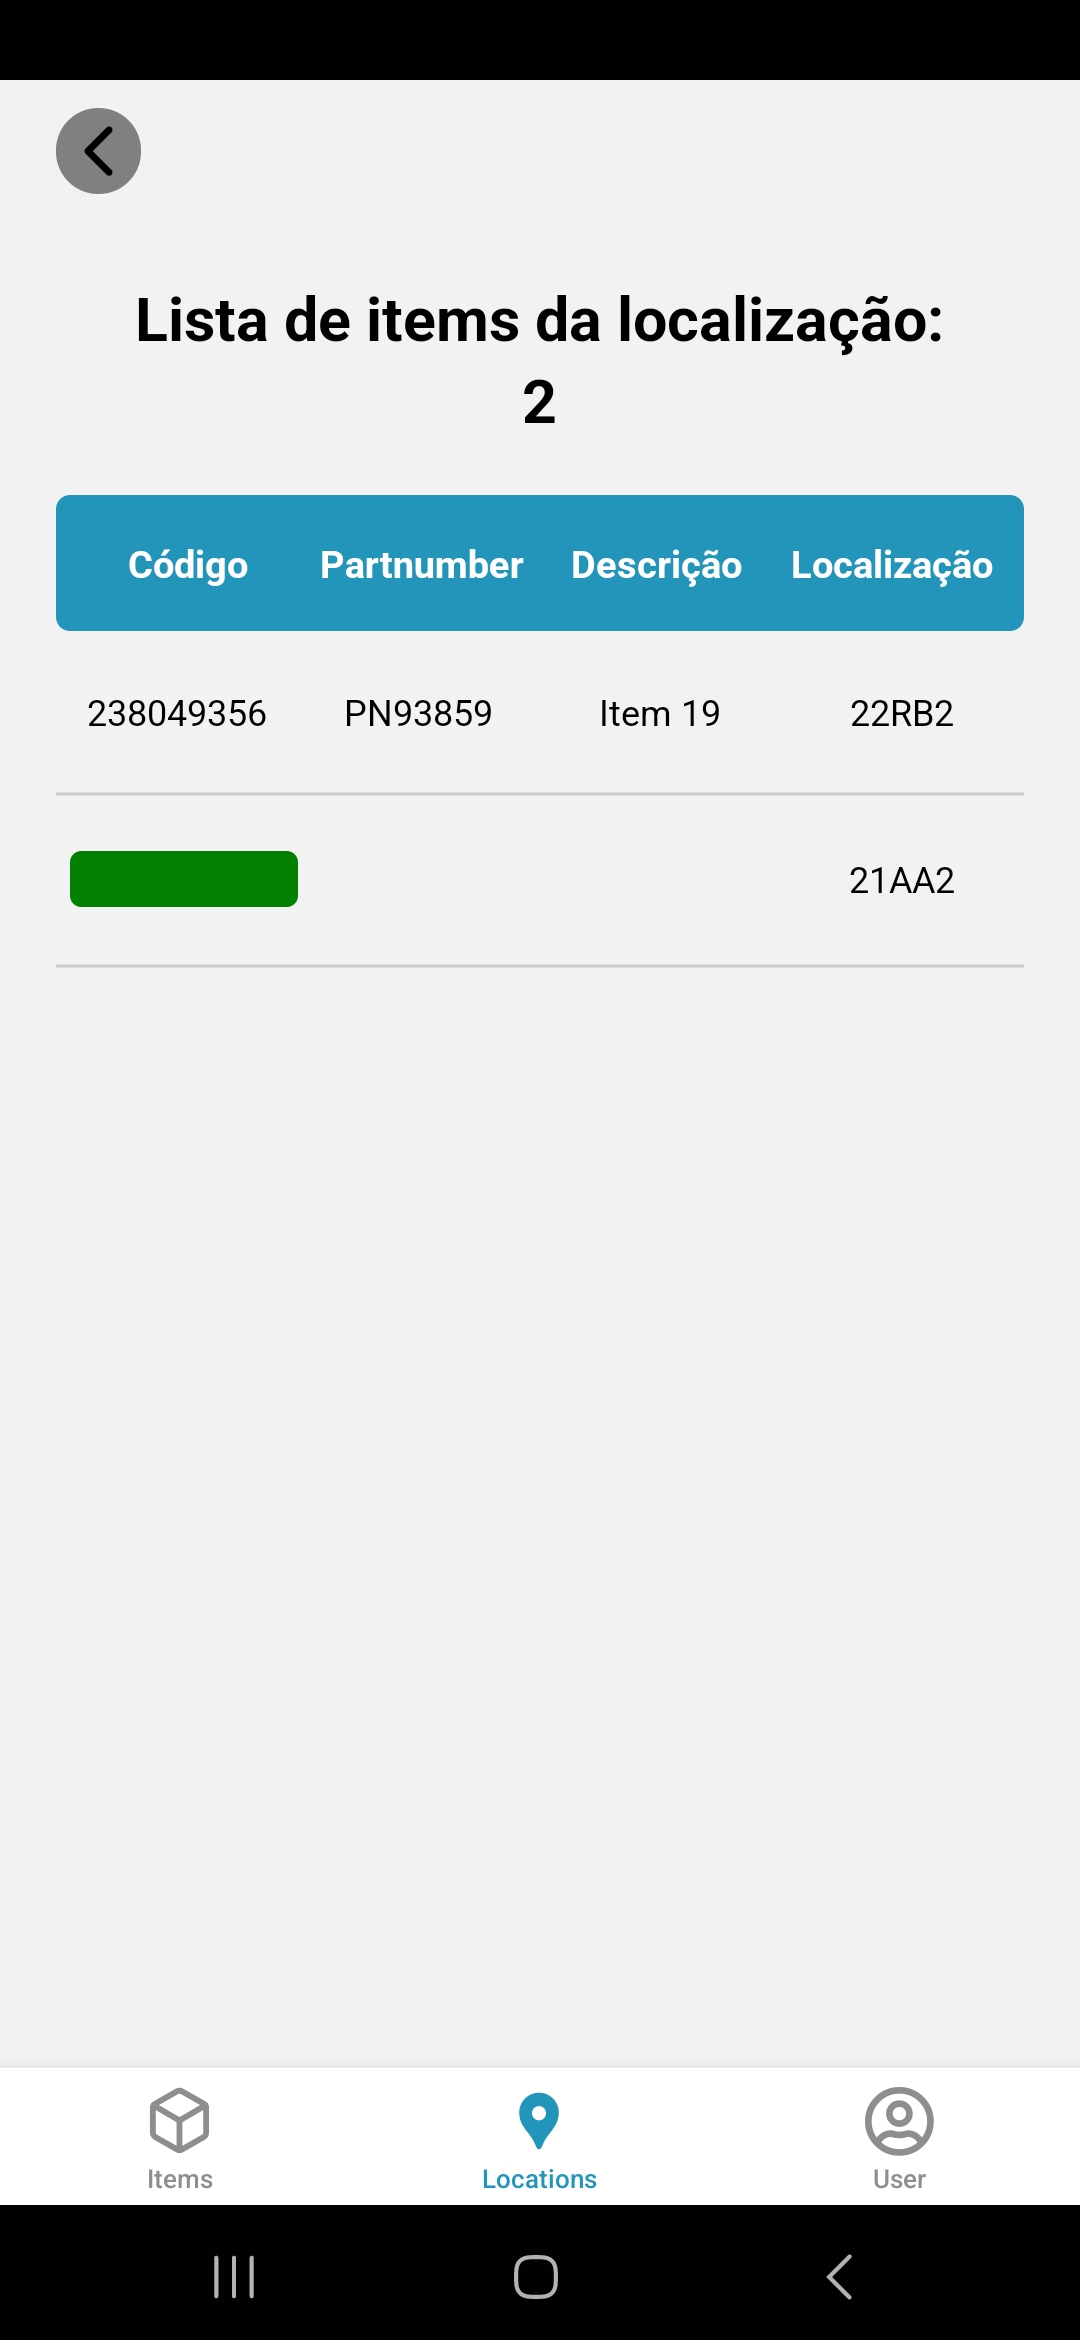 Lista de items da localização:
2
Código Partnumber Descrição Localização
238049356 PN93859 Item 19 22RB2
21AA2
Items Locations User